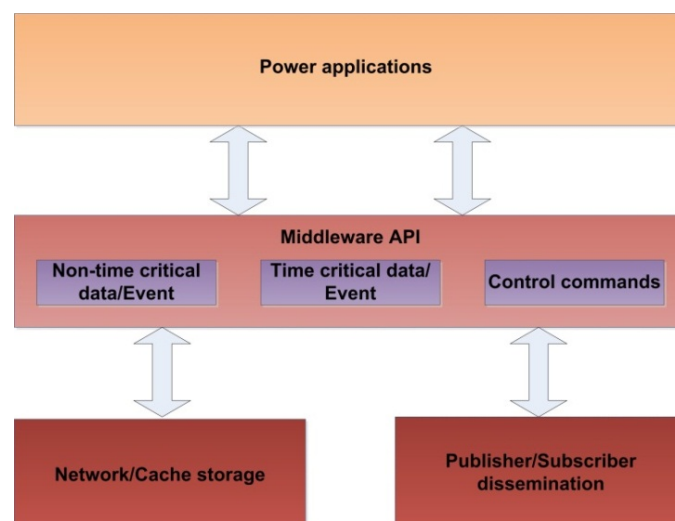 Power applications
Middleware API
Non-time critical
data/Event
Time critical data/
Event
Control commands
Network/Cache storage
Publisher/Subscriber
dissemination